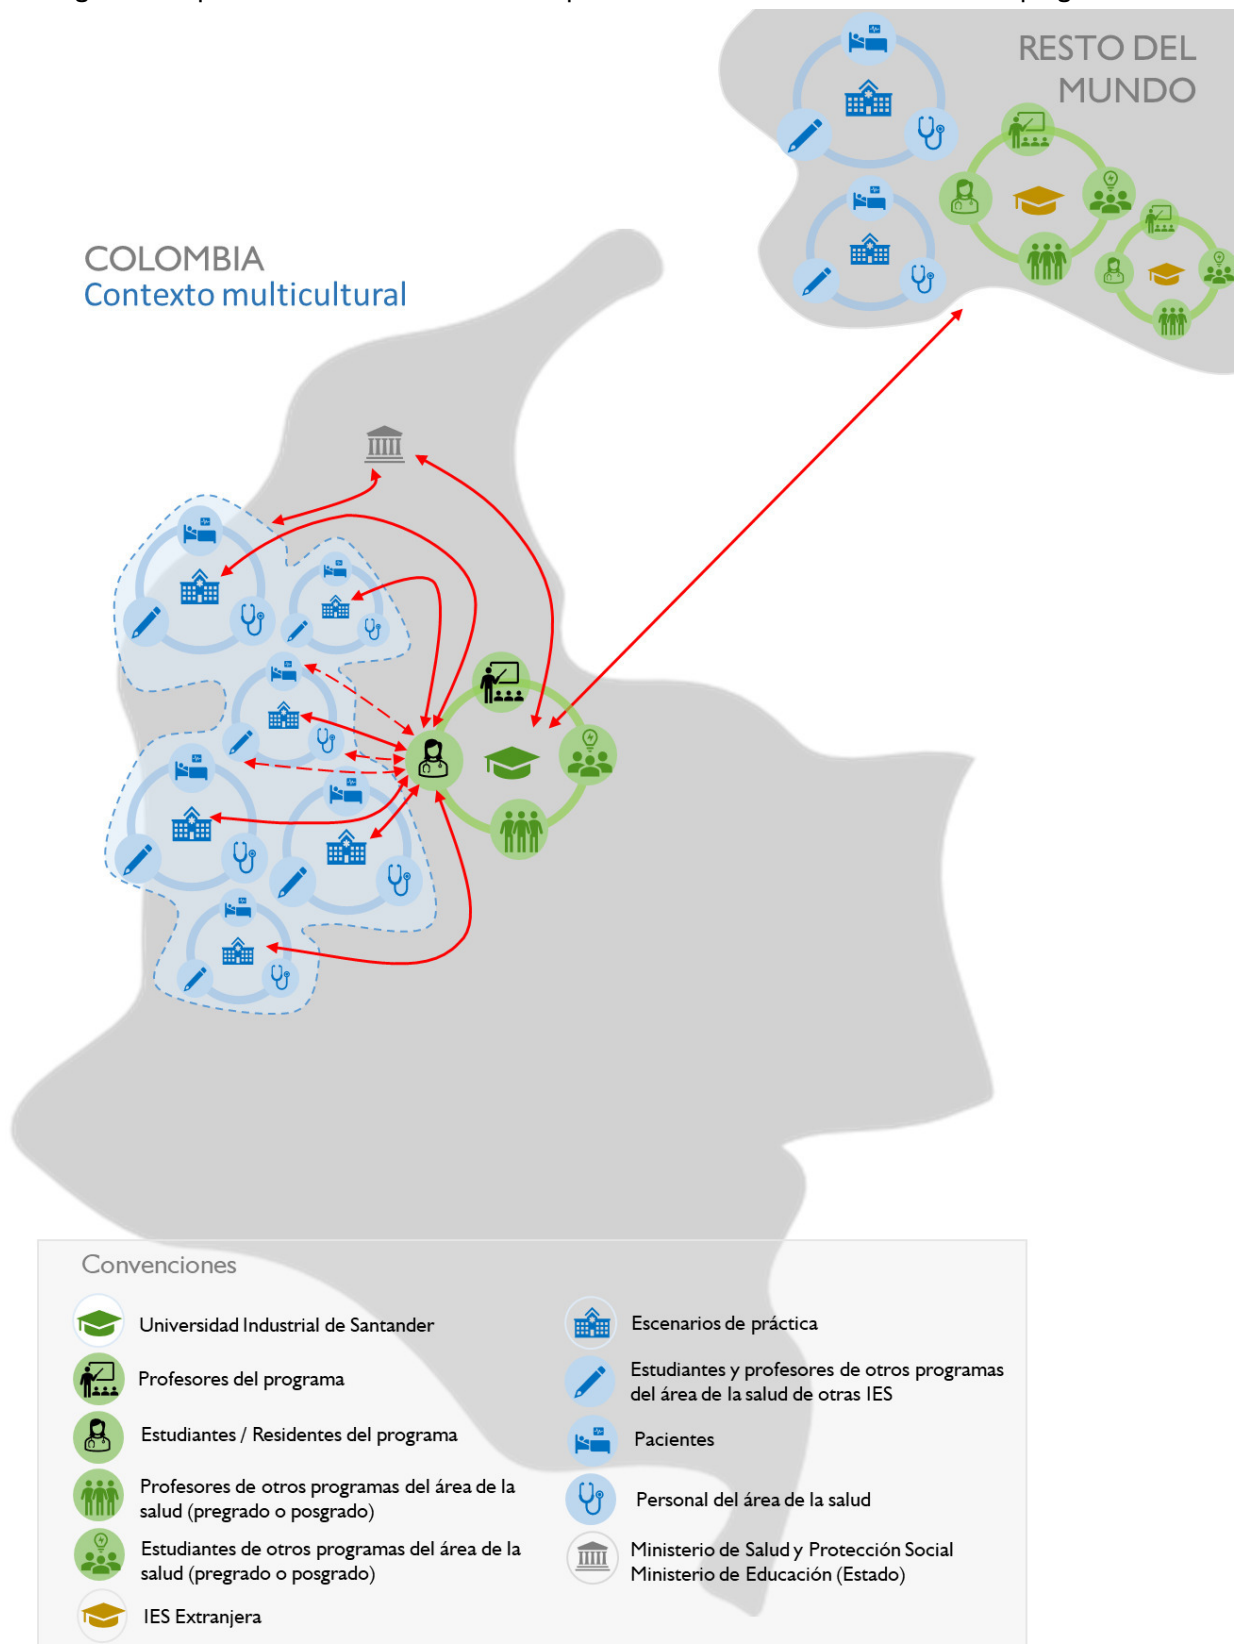 RESTO DEL
MUNDO
COLOMBIA
Contexto multicultural
Convenciones
Universidad Industrial de Santander
Profesores del programa
Estudiantes / Residentes del programa
Profesores de otros programas del área de la
salud (pregrado o posgrado)
Estudiantes de otros programas del área de la
salud (pregrado o posgrado)
IES Extranjera
Escenarios de práctica
Estudiantes y profesores de otros programas
del área de la salud de otras IES
Pacientes
Personal del área de la salud
Ministerio de Salud y Protección Social
Ministerio de Educación (Estado)